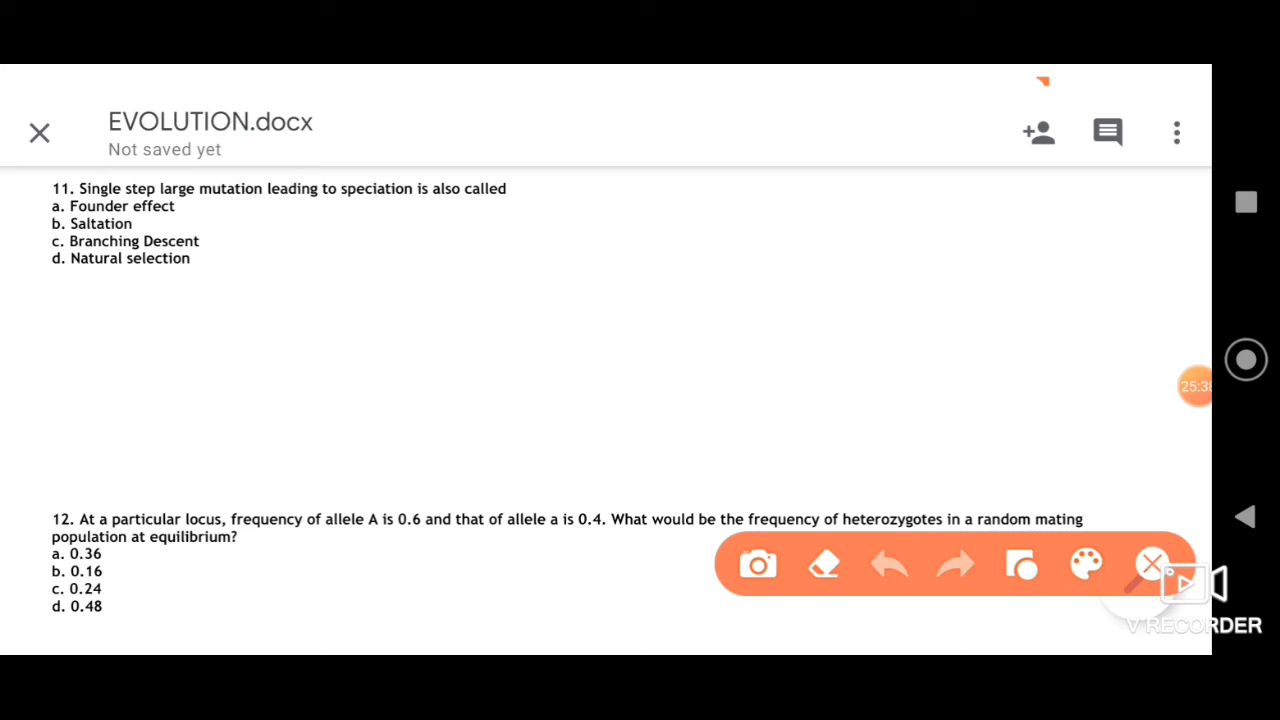 EVOLUTION.docx
Not saved yet
11. Single step large mutation leading to speciation is also called
a. Founder effect
b. Saltation
c. Branching Descent
d. Natural selection
25:38
12. At a particular locus, frequency of allele A is 0.6 and that of allele a is 0.4. What would be the frequency of heterozygotes in a random mating
population at equilibrium?
a. 0.36
b. 0.16
c. 0.24
d. 0.48
V RECORDER